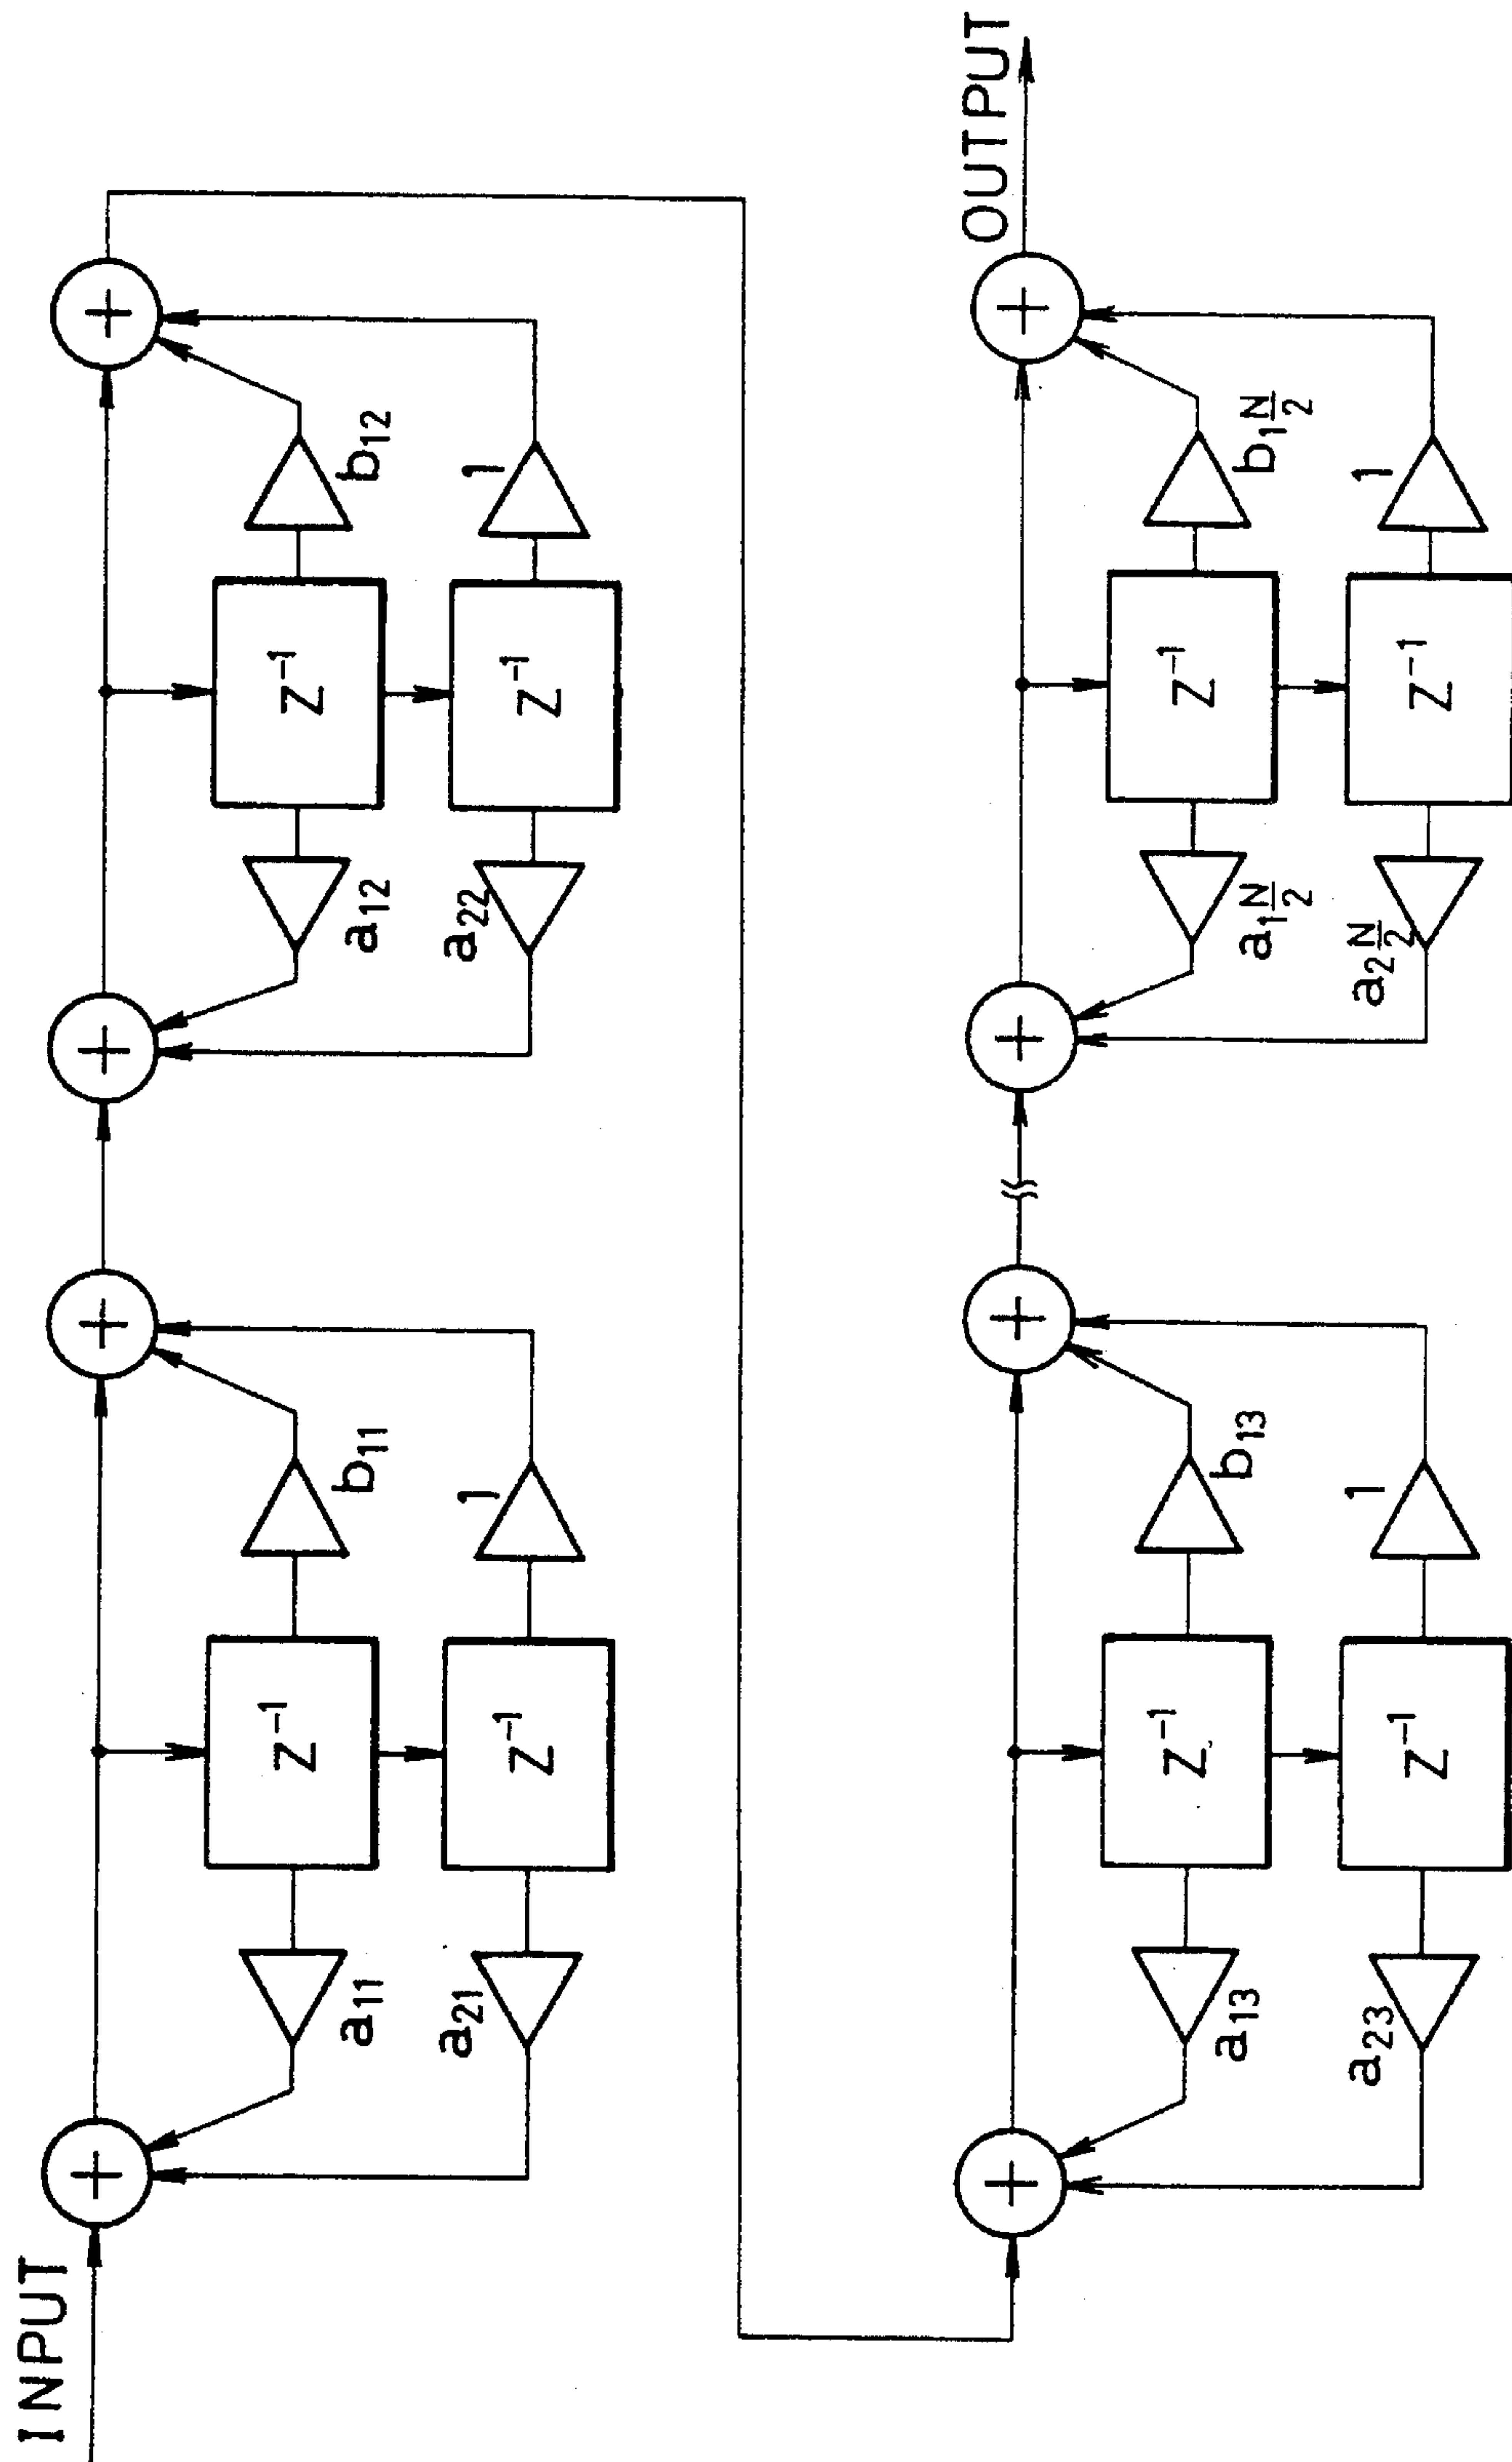 INPUT
+
+
+
+
a₁₁
Z⁻¹
b₁₁
a₁₂
Z⁻¹
b₁₂
a₂₁
Z⁻¹
1
a₂₂
Z⁻¹
1
OUTPUT
+
+
+
+
a₁₃
Z⁻¹
b₁₃
a₁N/2
Z⁻¹
b₁N/2
a₂₃
Z⁻¹
1
a₂N/2
Z⁻¹
1